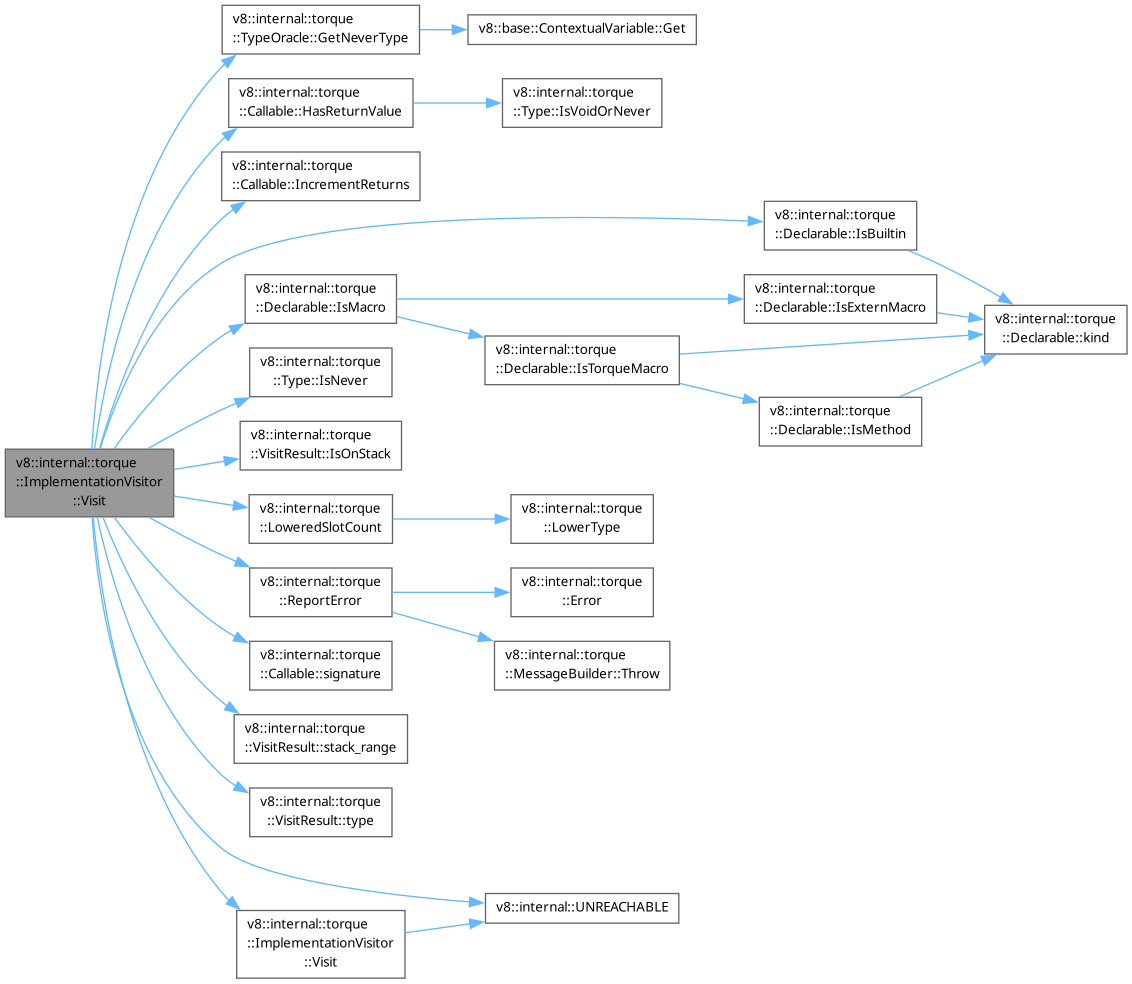 v8::internal::torque
::TypeOracle::GetNeverType
v8::base::ContextualVariable::Get
v8::internal::torque
::Callable::HasReturnValue
v8::internal::torque
::Type::IsVoidOrNever
v8::internal::torque
::Callable::IncrementReturns
v8::internal::torque
::Declarable::IsBuiltin
v8::internal::torque
::Declarable::IsMacro
v8::internal::torque
::Declarable::IsExternMacro
v8::internal::torque
::Declarable::kind
v8::internal::torque
::Declarable::IsTorqueMacro
v8::internal::torque
::Type::IsNever
v8::internal::torque
::Declarable::IsMethod
v8::internal::torque
::VisitResult::IsOnStack
v8::internal::torque
::ImplementationVisitor
::Visit
v8::internal::torque
::LoweredSlotCount
v8::internal::torque
::LowerType
v8::internal::torque
::ReportError
v8::internal::torque
::Error
v8::internal::torque
::Callable::signature
v8::internal::torque
::MessageBuilder::Throw
v8::internal::torque
::VisitResult::stack_range
v8::internal::torque
::VisitResult::type
v8::internal::UNREACHABLE
v8::internal::torque
::ImplementationVisitor
::Visit